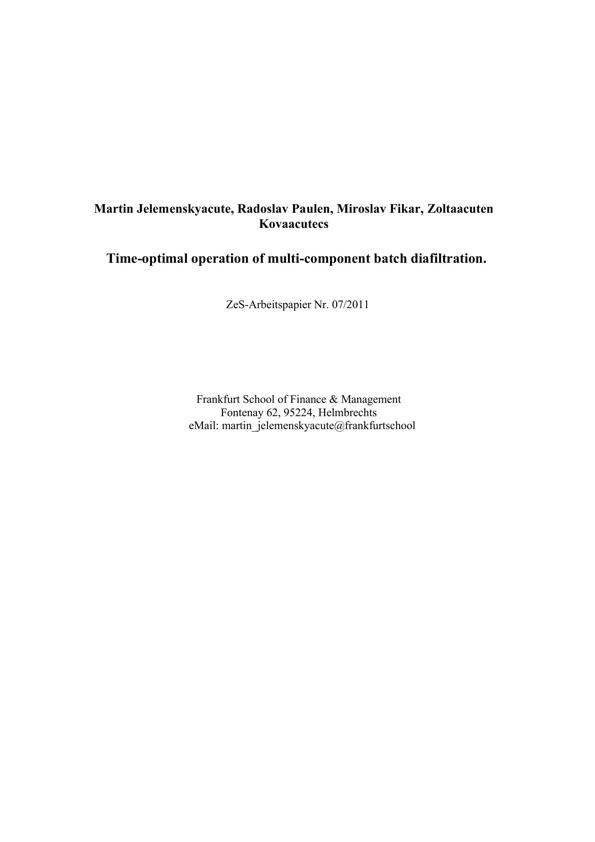 Martin Jelemenskyacute, Radoslav Paulen, Miroslav Fikar, Zoltaacuten
Kovaacutecs
Time-optimal operation of multi-component batch diafiltration.
ZeS-Arbeitspapier Nr. 07/2011
Frankfurt School of Finance & Management
Fontenay 62, 95224, Helmbrechts
eMail: martin_jelemenskyacute@frankfurtschool